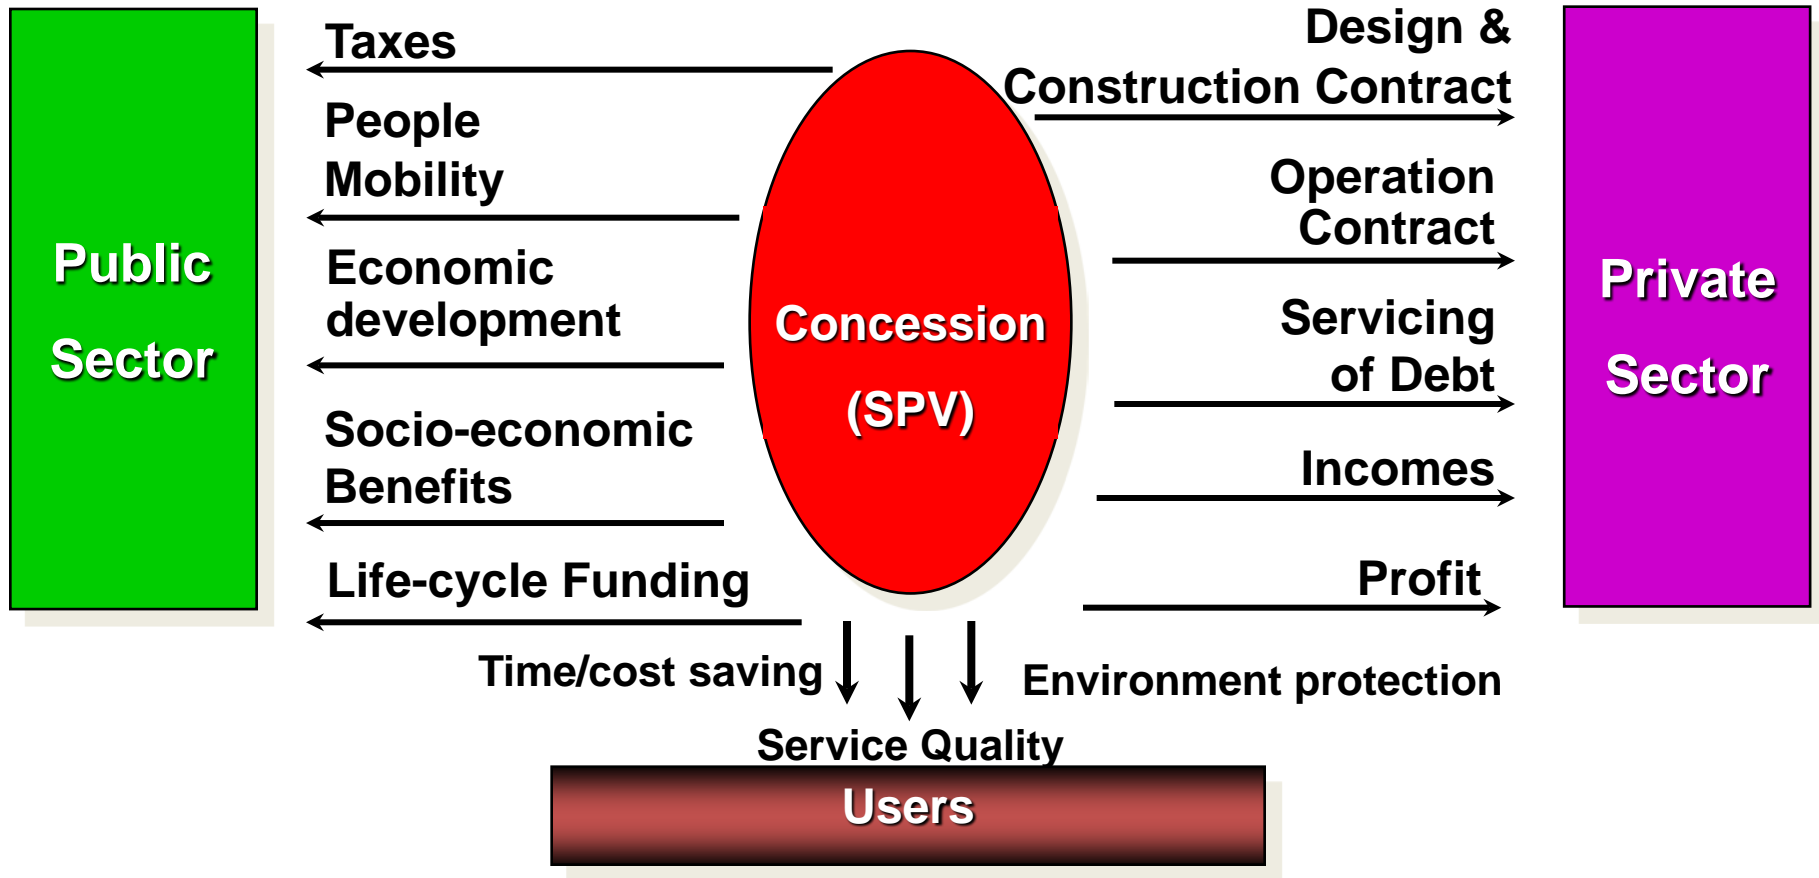 Public
Sector
Taxes
People
Mobility
Economic
development
Socio-economic
Benefits
Life-cycle Funding
Concession
(SPV)
Design &
Construction Contract
Operation
Contract
Servicing
of Debt
Incomes
Profit
Private
Sector
Time/cost saving
Environment protection
Service Quality
Users